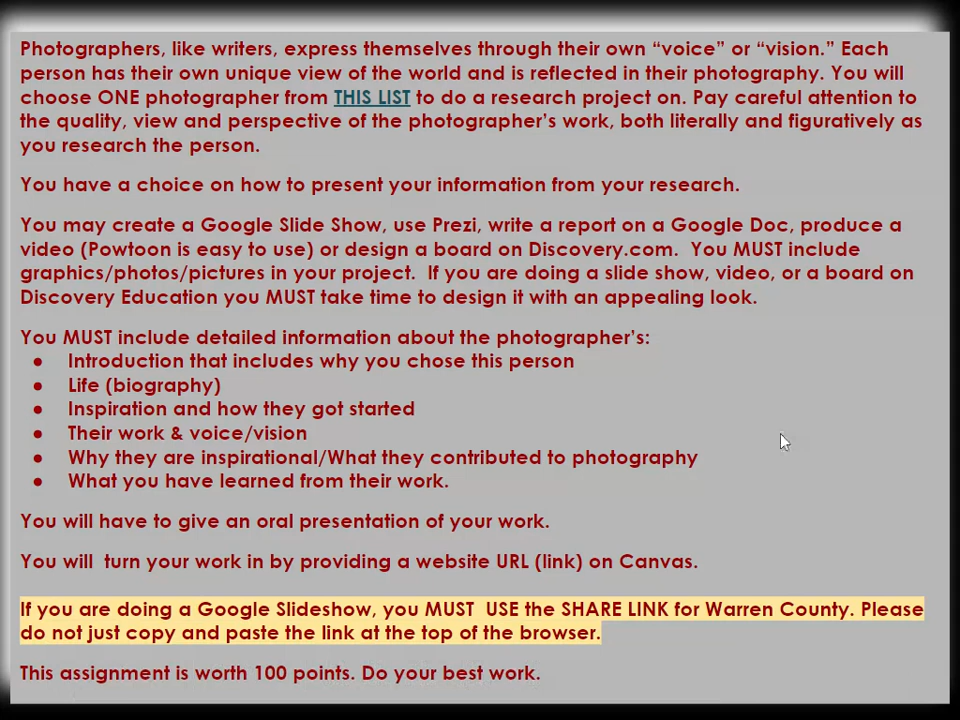 Photographers, like writers, express themselves through their own “voice” or “vision.” Each
person has their own unique view of the world and is reflected in their photography. You will
choose ONE photographer from THIS LIST to do a research project on. Pay careful attention to
the quality, view and perspective of the photographer’s work, both literally and figuratively as
you research the person.
You have a choice on how to present your information from your research.
You may create a Google Slide Show, use Prezi, write a report on a Google Doc, produce a
video (Powtoon is easy to use) or design a board on Discovery.com.  You MUST include
graphics/photos/pictures in your project.  If you are doing a slide show, video, or a board on
Discovery Education you MUST take time to design it with an appealing look.
You MUST include detailed information about the photographer’s:
● Introduction that includes why you chose this person
● Life (biography)
● Inspiration and how they got started
● Their work & voice/vision
● Why they are inspirational/What they contributed to photography
● What you have learned from their work.
You will have to give an oral presentation of your work.
You will  turn your work in by providing a website URL (link) on Canvas.
If you are doing a Google Slideshow, you MUST  USE the SHARE LINK for Warren County. Please
do not just copy and paste the link at the top of the browser.
This assignment is worth 100 points. Do your best work.